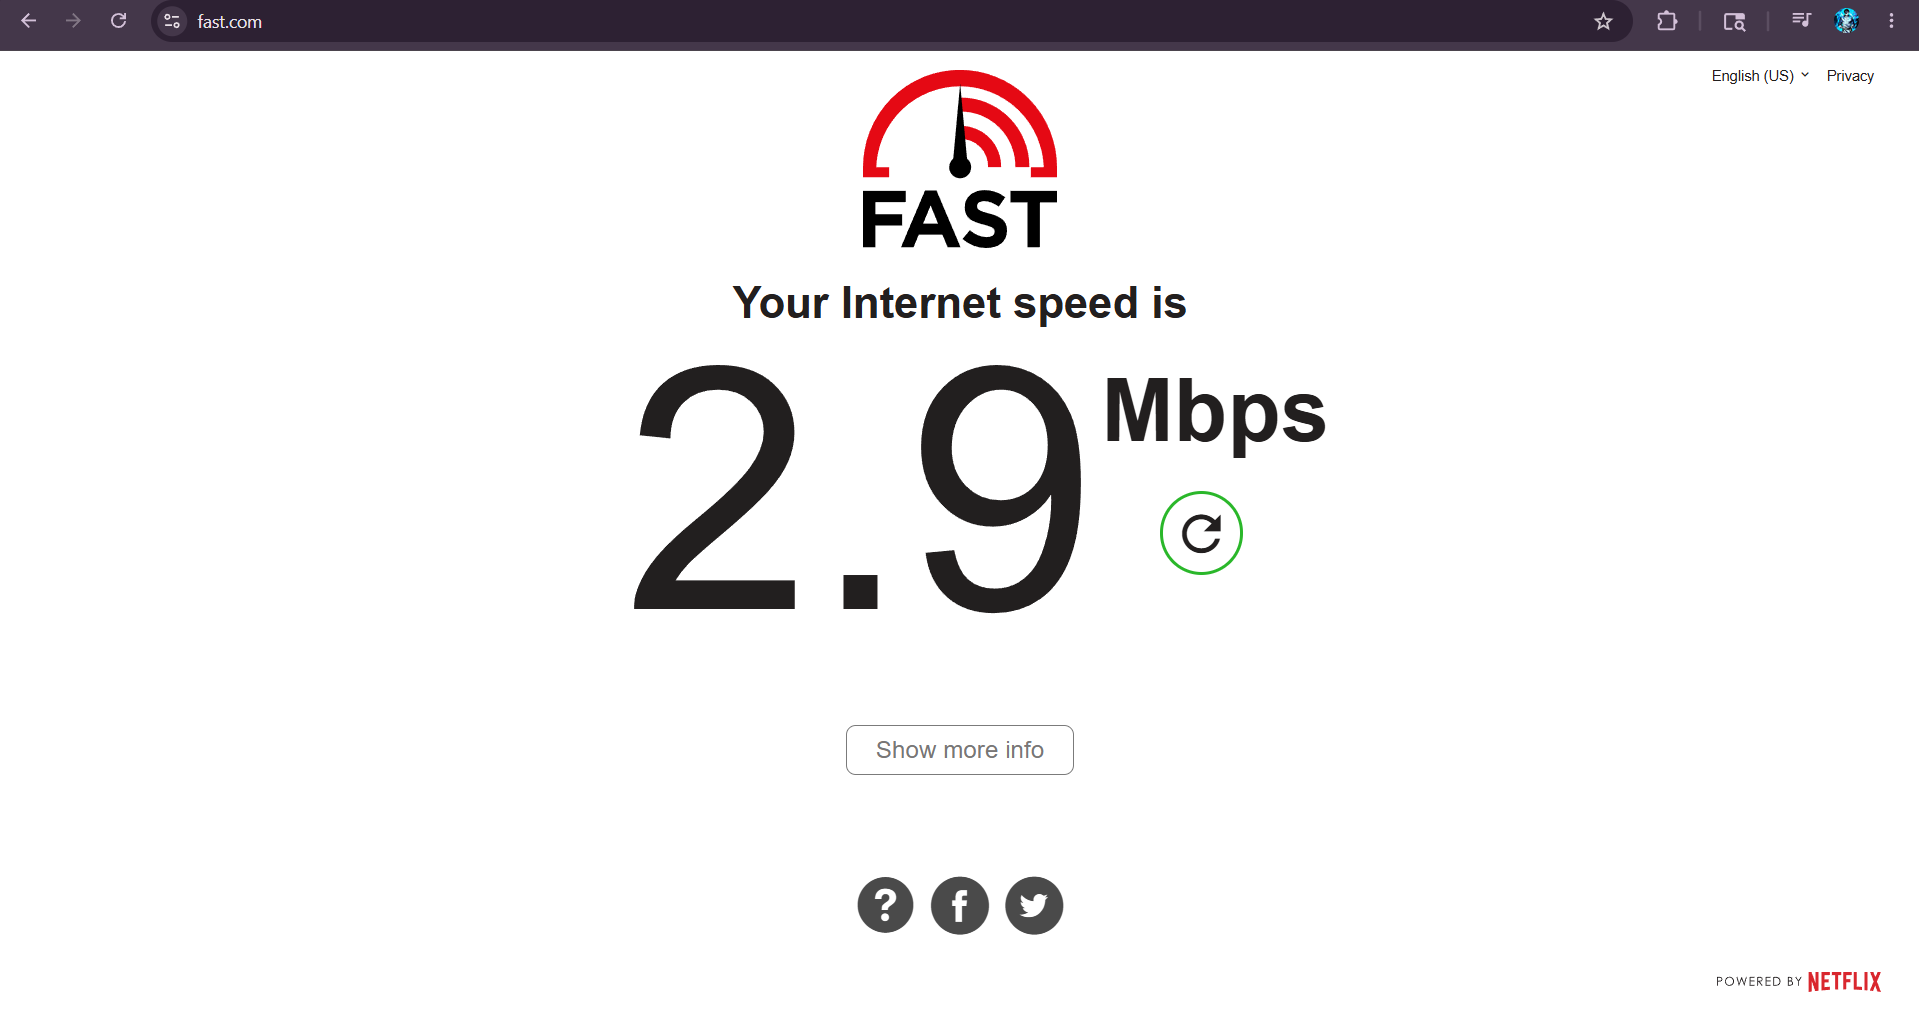 fast.com
English (US) Privacy
FAST
Your Internet speed is
2.9 Mbps
Show more info
POWERED BY NETFLIX